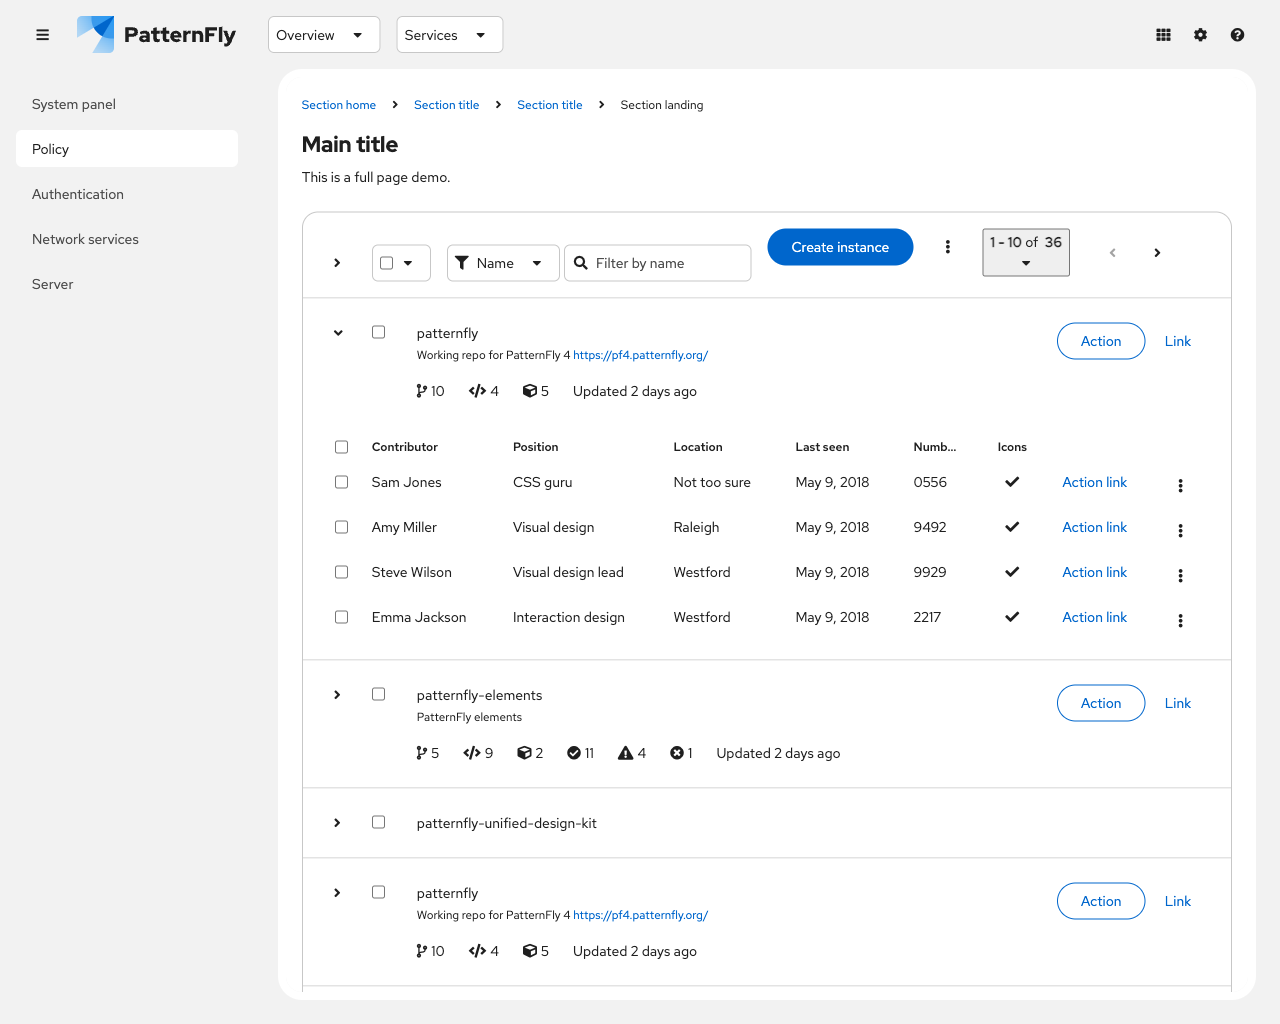 PatternFly
Overview
Services
System panel
Policy
Authentication
Network services
Server
Section home
Section title
Section title
Section landing
Main title
This is a full page demo.
Name
Filter by name
Create instance
1 - 10 of 36
patternfly
Working repo for PatternFly 4 https://pf4.patternfly.org/
10 4 5 Updated 2 days ago
Action
Link
Contributor Position Location Last seen Numb... Icons
Sam Jones CSS guru Not too sure May 9, 2018 0556 Action link
Amy Miller Visual design Raleigh May 9, 2018 9492 Action link
Steve Wilson Visual design lead Westford May 9, 2018 9929 Action link
Emma Jackson Interaction design Westford May 9, 2018 2217 Action link
patternfly-elements
PatternFly elements
5 9 2 11 4 1 Updated 2 days ago
Action
Link
patternfly-unified-design-kit
patternfly
Working repo for PatternFly 4 https://pf4.patternfly.org/
10 4 5 Updated 2 days ago
Action
Link